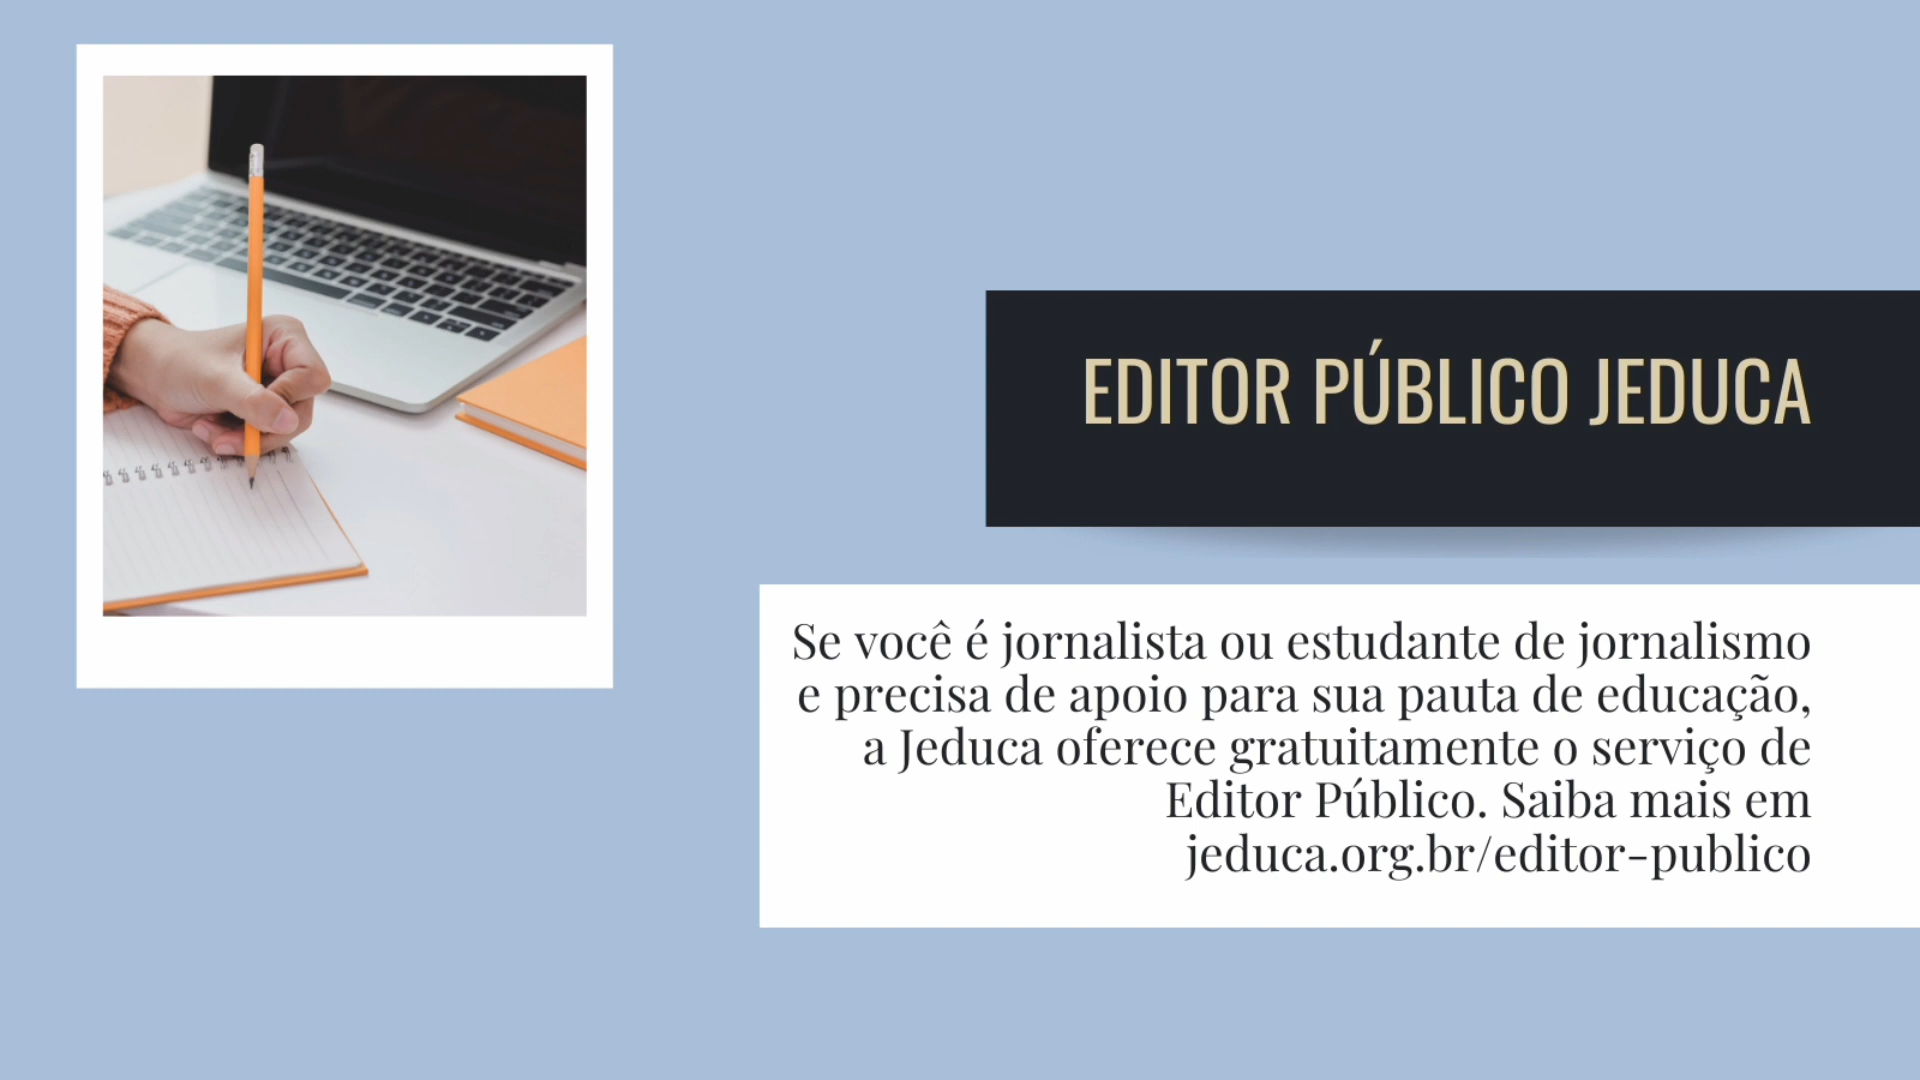 EDITOR PÚBLICO JEDUCA
Se você é jornalista ou estudante de jornalismo
e precisa de apoio para sua pauta de educação,
a Jeduca oferece gratuitamente o serviço de
Editor Público. Saiba mais em
jeduca.org.br/editor-publico